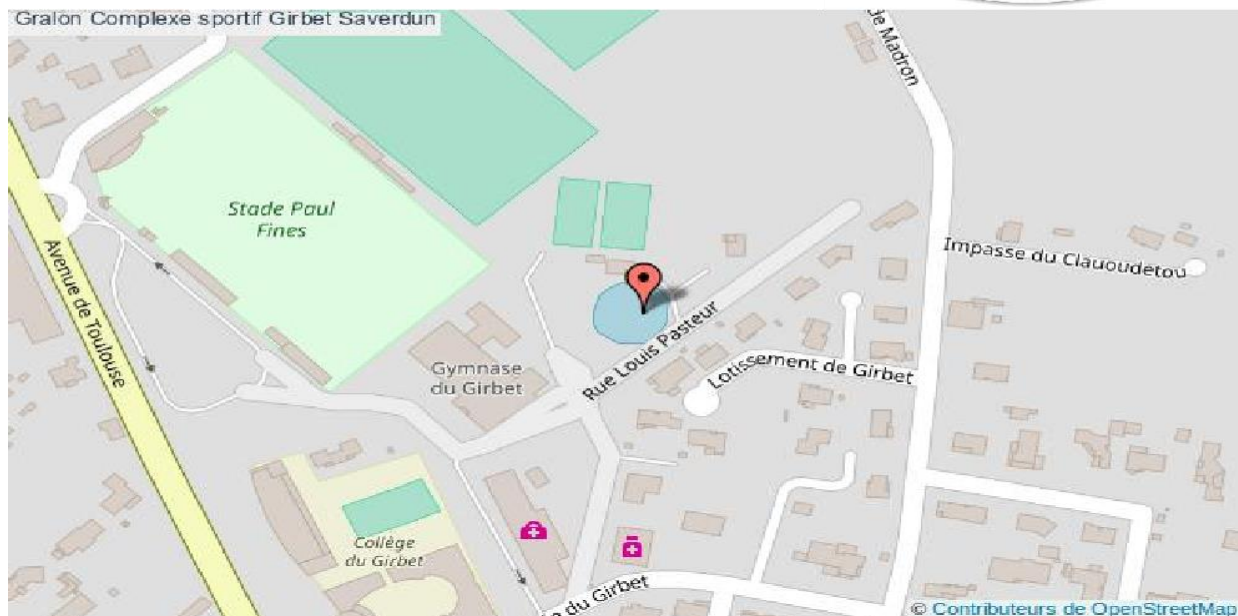 Gralon Complexe sportif Girbet Saverdun
de Madron
Stade Paul
Fines
Impasse du Clauoudetou
Avenue de Toulouse
Rue Louis Pasteur
Gymnase
du Girbet
Lotissement de Girbet
Collège
du Girbet
du Girbet
© Contributeurs de OpenStreetMap